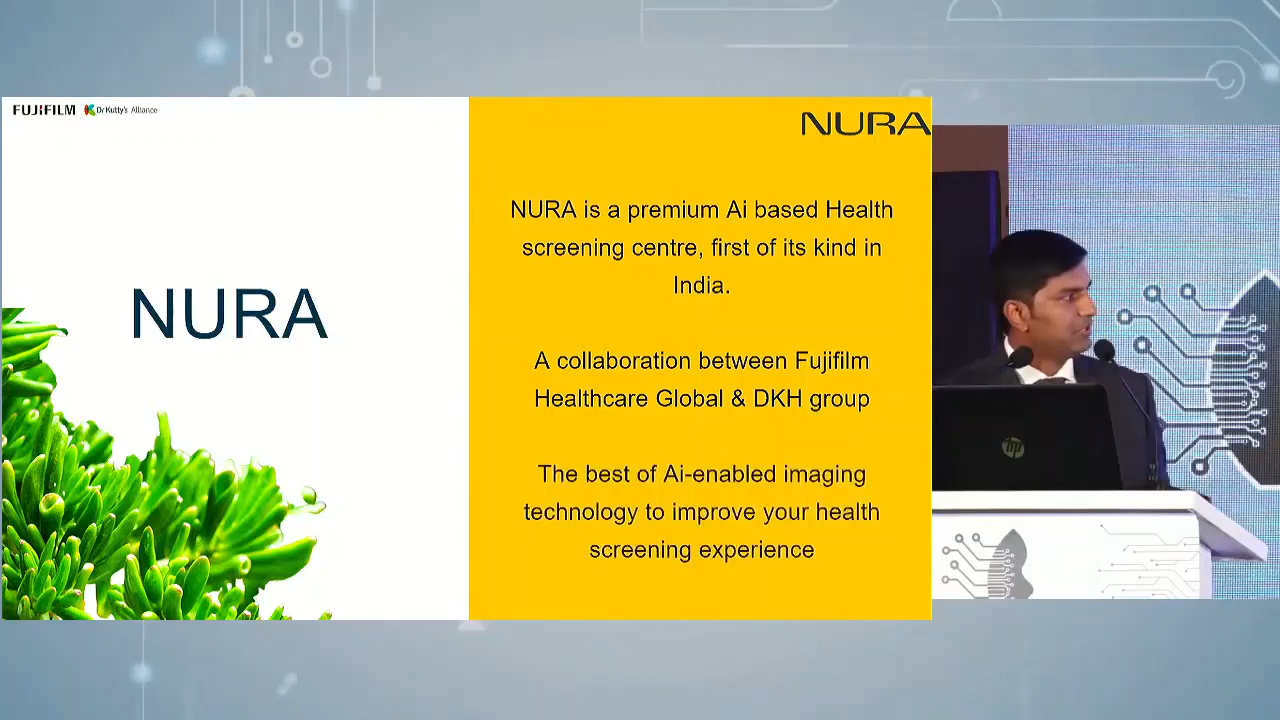 FUJIFILM Dr Kutty's Alliance
NURA
NURA
NURA is a premium Ai based Health
screening centre, first of its kind in
India.
A collaboration between Fujifilm
Healthcare Global & DKH group
The best of Ai-enabled imaging
technology to improve your health
screening experience
hp